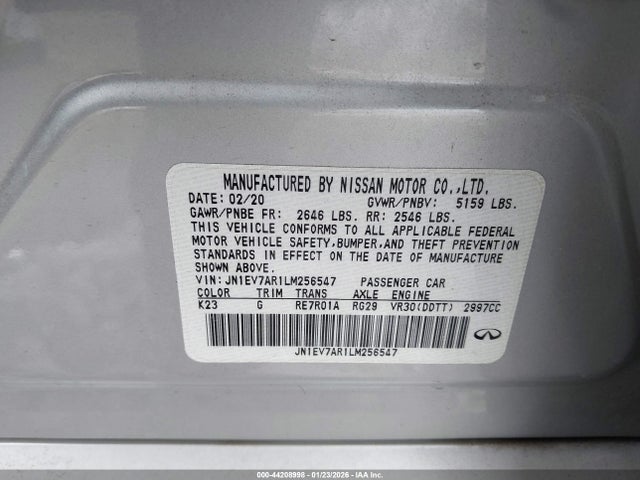 MANUFACTURED BY NISSAN MOTOR CO.,LTD.
DATE: 02/20 GVWR/PNBV: 5159 LBS.
GAWR/PNBE FR: 2646 LBS. RR: 2546 LBS.
THIS VEHICLE CONFORMS TO ALL APPLICABLE FEDERAL
MOTOR VEHICLE SAFETY, BUMPER, AND THEFT PREVENTION
STANDARDS IN EFFECT ON THE DATE OF MANUFACTURE
SHOWN ABOVE.
VIN: JN1EV7AR1LM256547 PASSENGER CAR
COLOR TRIM TRANS AXLE ENGINE
K23 G RE7R01A RG29 VR30(DDTT) 2997CC
JN1EV7AR1LM256547
000-44208998 - 01/23/2026 - IAA Inc.